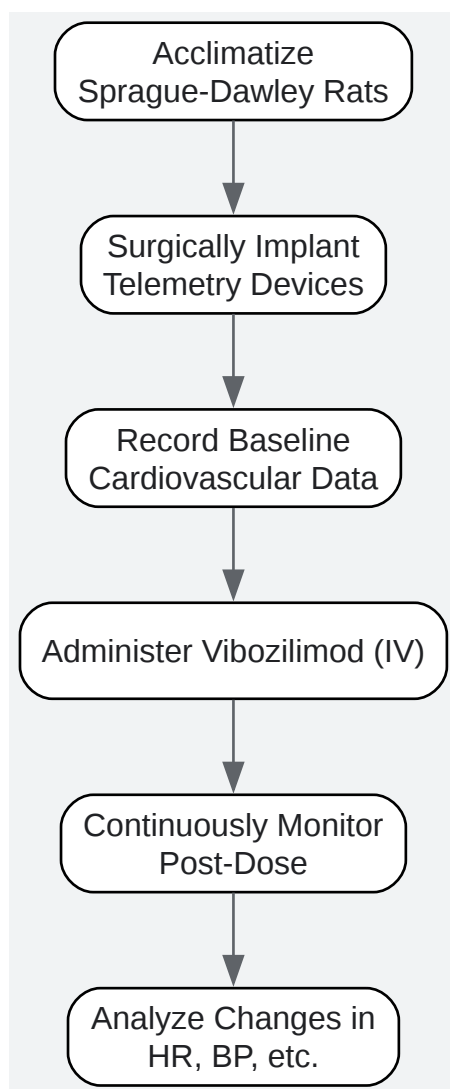 Acclimatize
Sprague-Dawley Rats
Surgically Implant
Telemetry Devices
Record Baseline
Cardiovascular Data
Administer Vibozilimod (IV)
Continuously Monitor
Post-Dose
Analyze Changes in
HR, BP, etc.